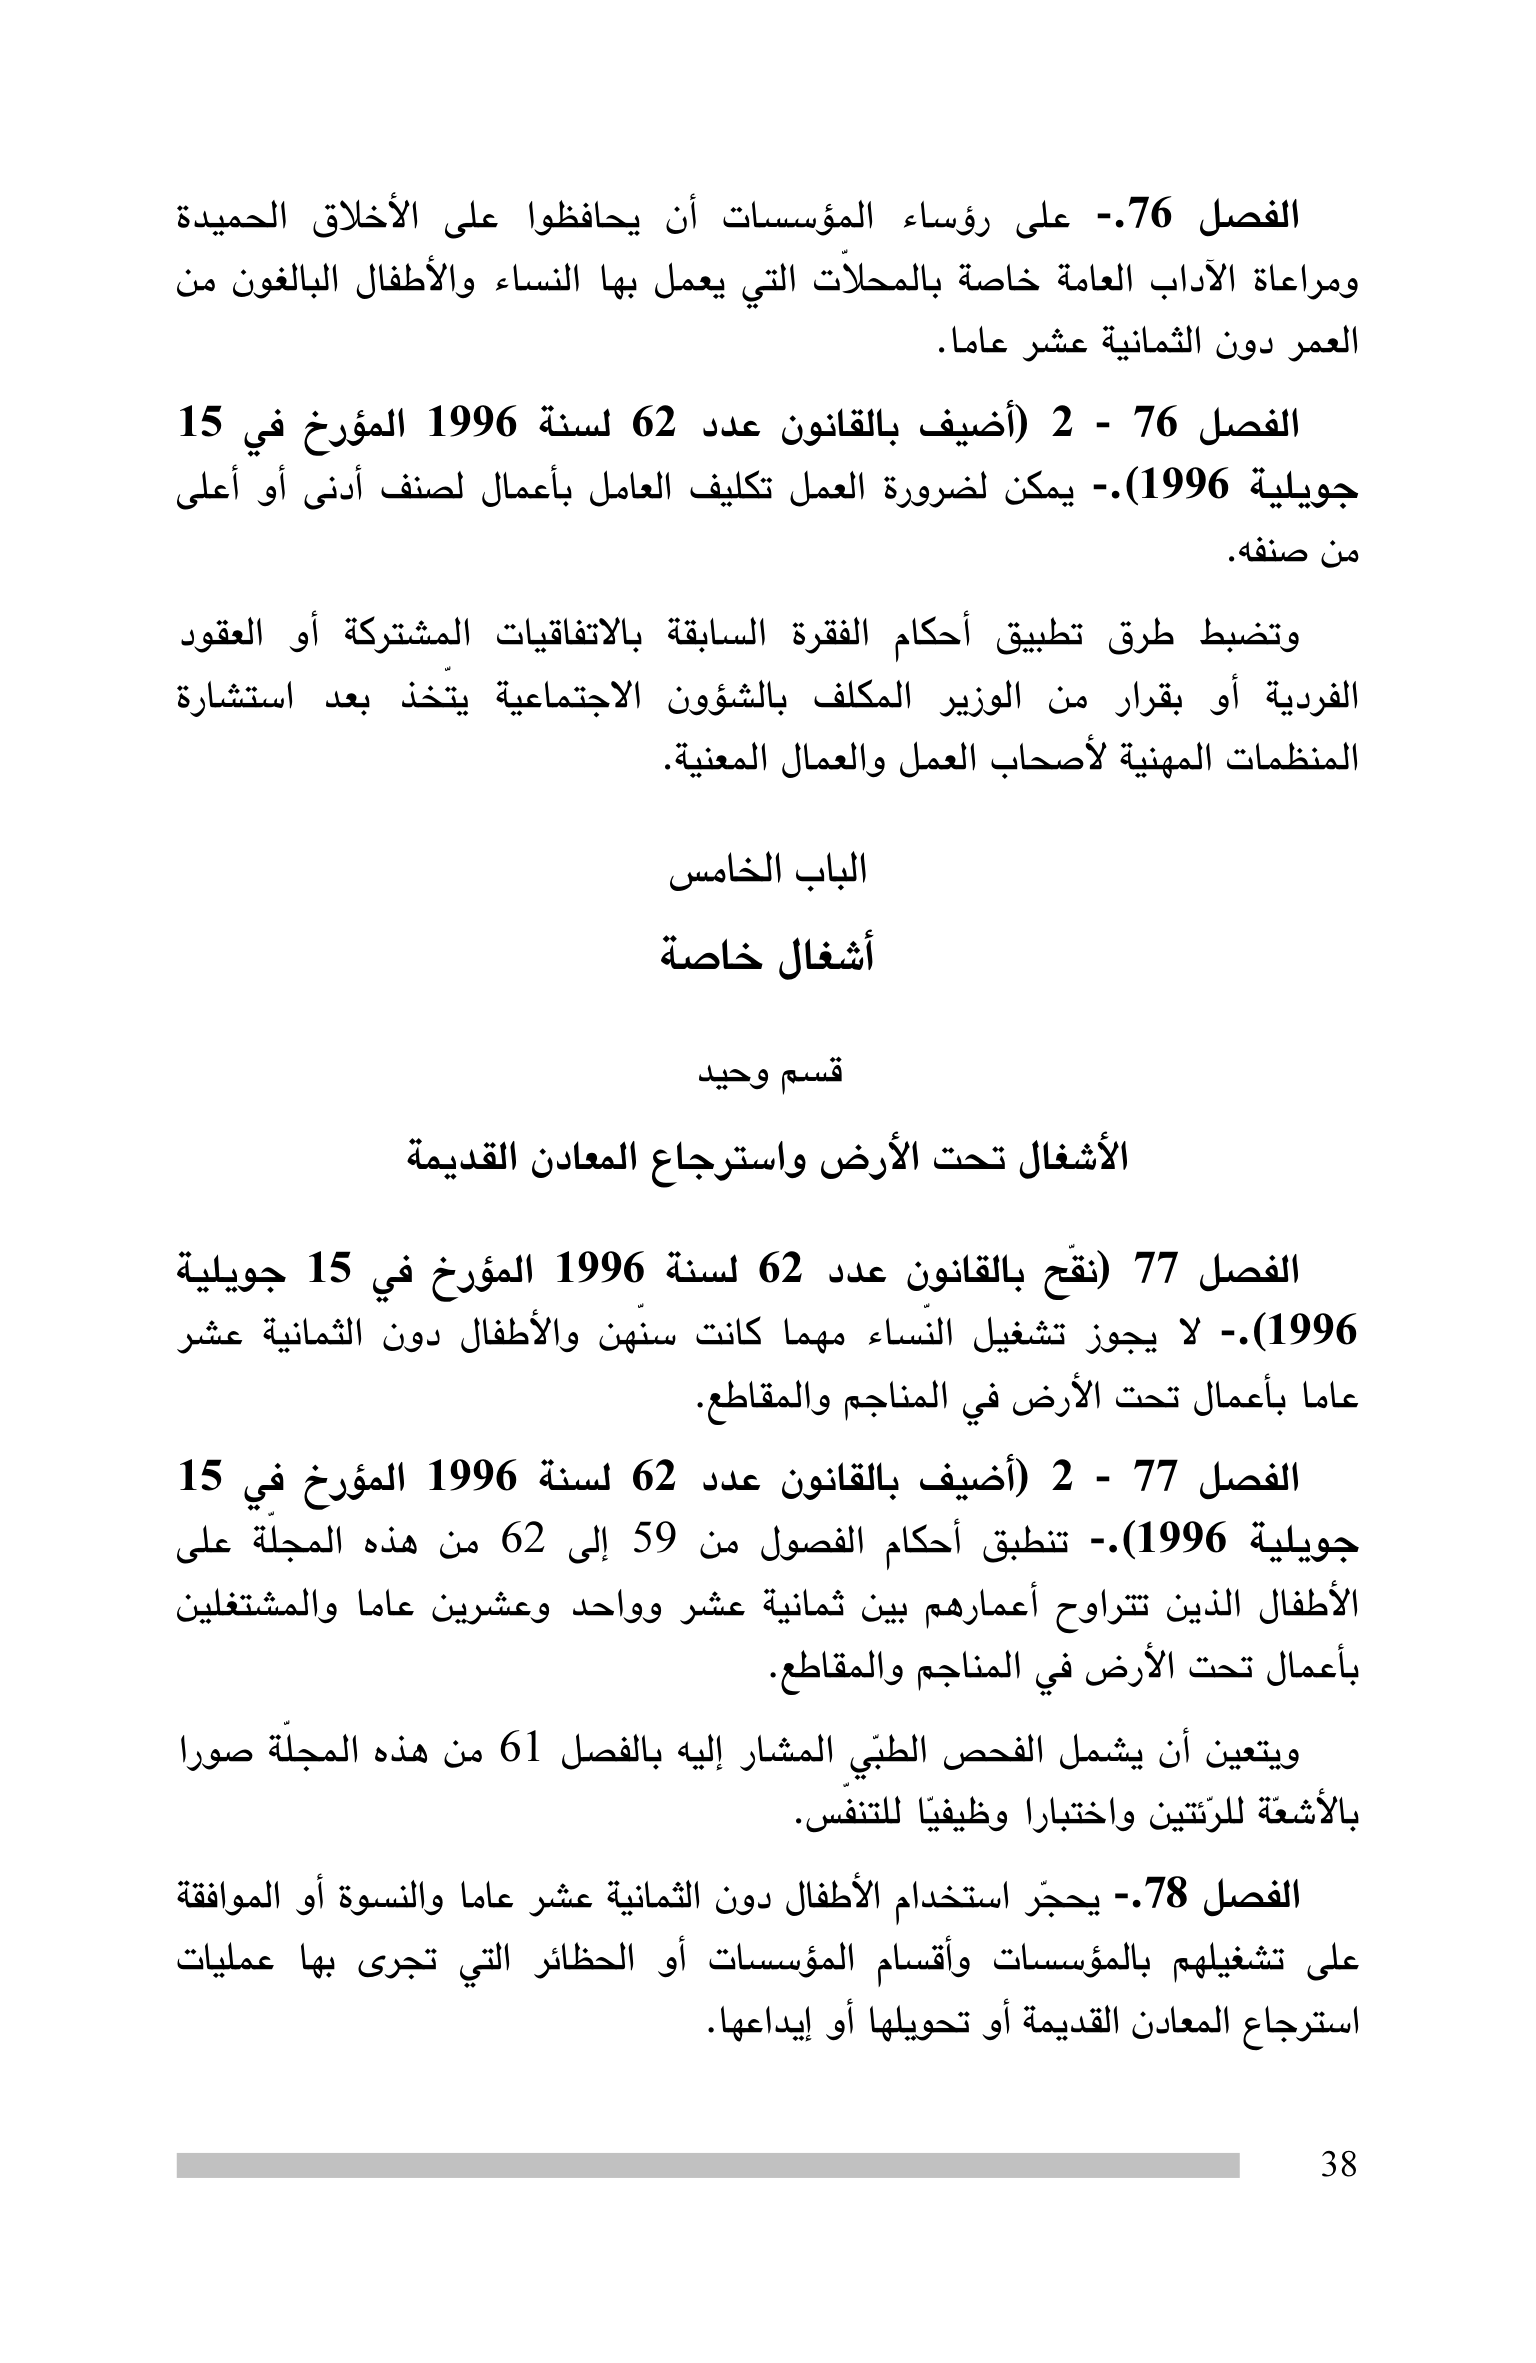 الفصل 76.- على رؤساء المؤسسات أن يحافظوا على الأخلاق الحميدة
ومراعاة الآداب العامة خاصة بالمحلاّت التي يعمل بها النساء والأطفال البالغون من
العمر دون الثمانية عشر عاما.
الفصل 76 - 2 (أضيف بالقانون عدد 62 لسنة 1996 المؤرخ في 15
جويلية 1996).- يمكن لضرورة العمل تكليف العامل بأعمال لصنف أدنى أو أعلى
من صنفه.
وتضبط طرق تطبيق أحكام الفقرة السابقة بالاتفاقيات المشتركة أو العقود
الفردية أو بقرار من الوزير المكلف بالشؤون الاجتماعية يتّخذ بعد استشارة
المنظمات المهنية لأصحاب العمل والعمال المعنية.
الباب الخامس
أشغال خاصة
قسم وحيد
الأشغال تحت الأرض واسترجاع المعادن القديمة
الفصل 77 (نقّح بالقانون عدد 62 لسنة 1996 المؤرخ في 15 جويلية
1996).- لا يجوز تشغيل النّساء مهما كانت سنّهن والأطفال دون الثمانية عشر
عاما بأعمال تحت الأرض في المناجم والمقاطع.
الفصل 77 - 2 (أضيف بالقانون عدد 62 لسنة 1996 المؤرخ في 15
جويلية 1996).- تنطبق أحكام الفصول من 59 إلى 62 من هذه المجلّة على
الأطفال الذين تتراوح أعمارهم بين ثمانية عشر وواحد وعشرين عاما والمشتغلين
بأعمال تحت الأرض في المناجم والمقاطع.
ويتعين أن يشمل الفحص الطبّي المشار إليه بالفصل 61 من هذه المجلّة صورا
بالأشعّة للرّئتين واختبارا وظيفيّا للتنفّس.
الفصل 78.- يحجّر استخدام الأطفال دون الثمانية عشر عاما والنسوة أو الموافقة
على تشغيلهم بالمؤسسات وأقسام المؤسسات أو الحظائر التي تجرى بها عمليات
استرجاع المعادن القديمة أو تحويلها أو إيداعها.
38